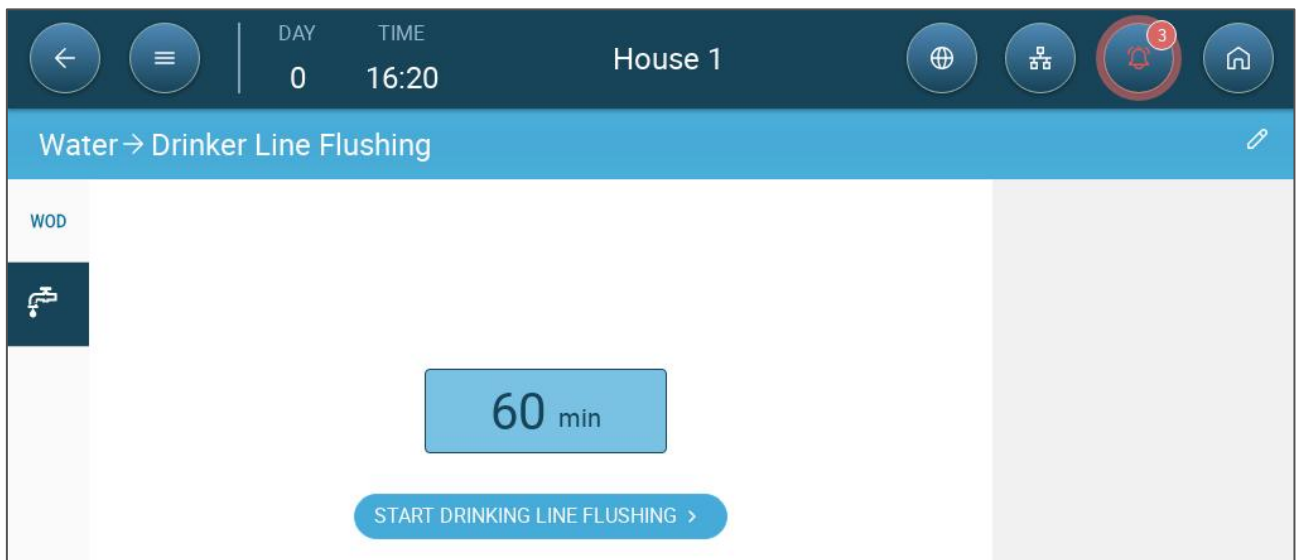 DAY TIME
0 16:20
House 1
3
Water → Drinker Line Flushing
WOD
60 min
START DRINKING LINE FLUSHING >